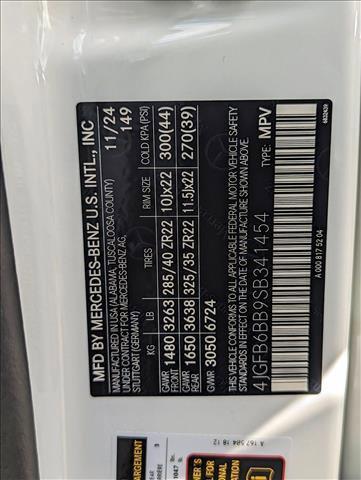 MFD BY MERCEDES-BENZ U.S. INTL., INC
MANUFACTURED IN USA (ALABAMA, TUSCALOOSA COUNTY) 11/24
UNDER CONTRACT FOR MERCEDES-BENZ AG, 149
STUTTGART (GERMANY)
KG LB TIRES RIM SIZE COLD KPA (PSI)
GAWR FRONT 1480 3263 285/40 ZR22 10Jx22 300(44)
GAWR REAR 1650 3638 325/35 ZR22 11.5Jx22 270(39)
GVWR 3050 6724
THIS VEHICLE CONFORMS TO ALL APPLICABLE FEDERAL MOTOR VEHICLE SAFETY
STANDARDS IN EFFECT ON THE DATE OF MANUFACTURE SHOWN ABOVE.
4JGFB6BB9SB341454
TYPE: MPV
A 000 817 52 04
6832439
A 167 584 18 12